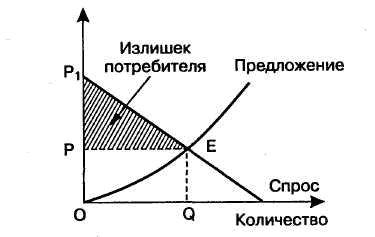 Излишек
потребителя
Предложение
P₁
P
E
Спрос
O
Q
Количество